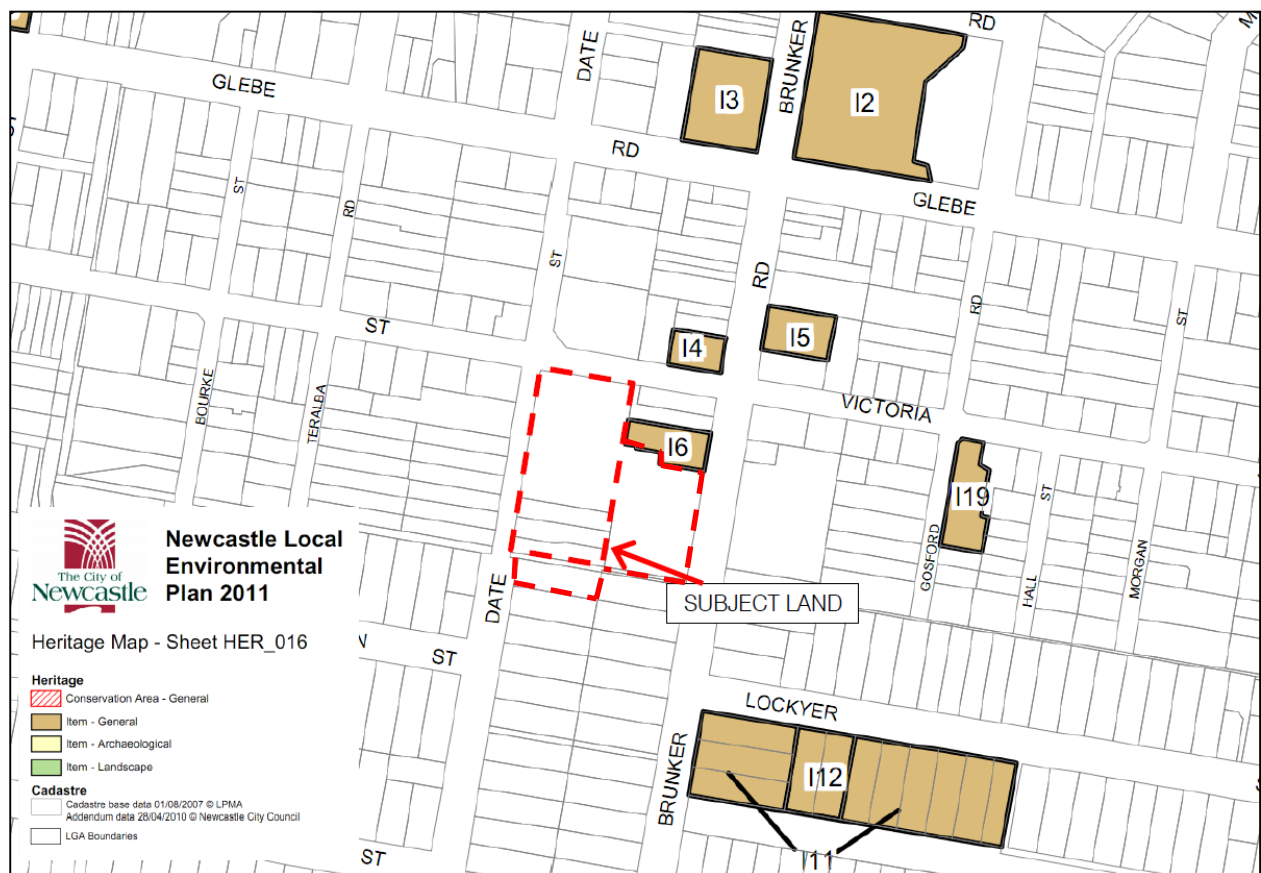 RD
DATE
BRUNKER
GLEBE
I3
I2
RD
GLEBE
ST
RD
ST
RD
RD
ST
ST
I4
I5
BOURKE
TERALBA
VICTORIA
I6
I19
ST
GOSFORD
HALL
MORGAN
SUBJECT LAND
DATE
ST
LOCKYER
BRUNKER
I12
I11
ST
The City of
Newcastle
Newcastle Local
Environmental
Plan 2011
Heritage Map - Sheet HER_016
Heritage
Conservation Area - General
Item - General
Item - Archaeological
Item - Landscape
Cadastre
Cadastre base data 01/08/2007 © LPMA
Addendum data 28/04/2010 © Newcastle City Council
LGA Boundaries